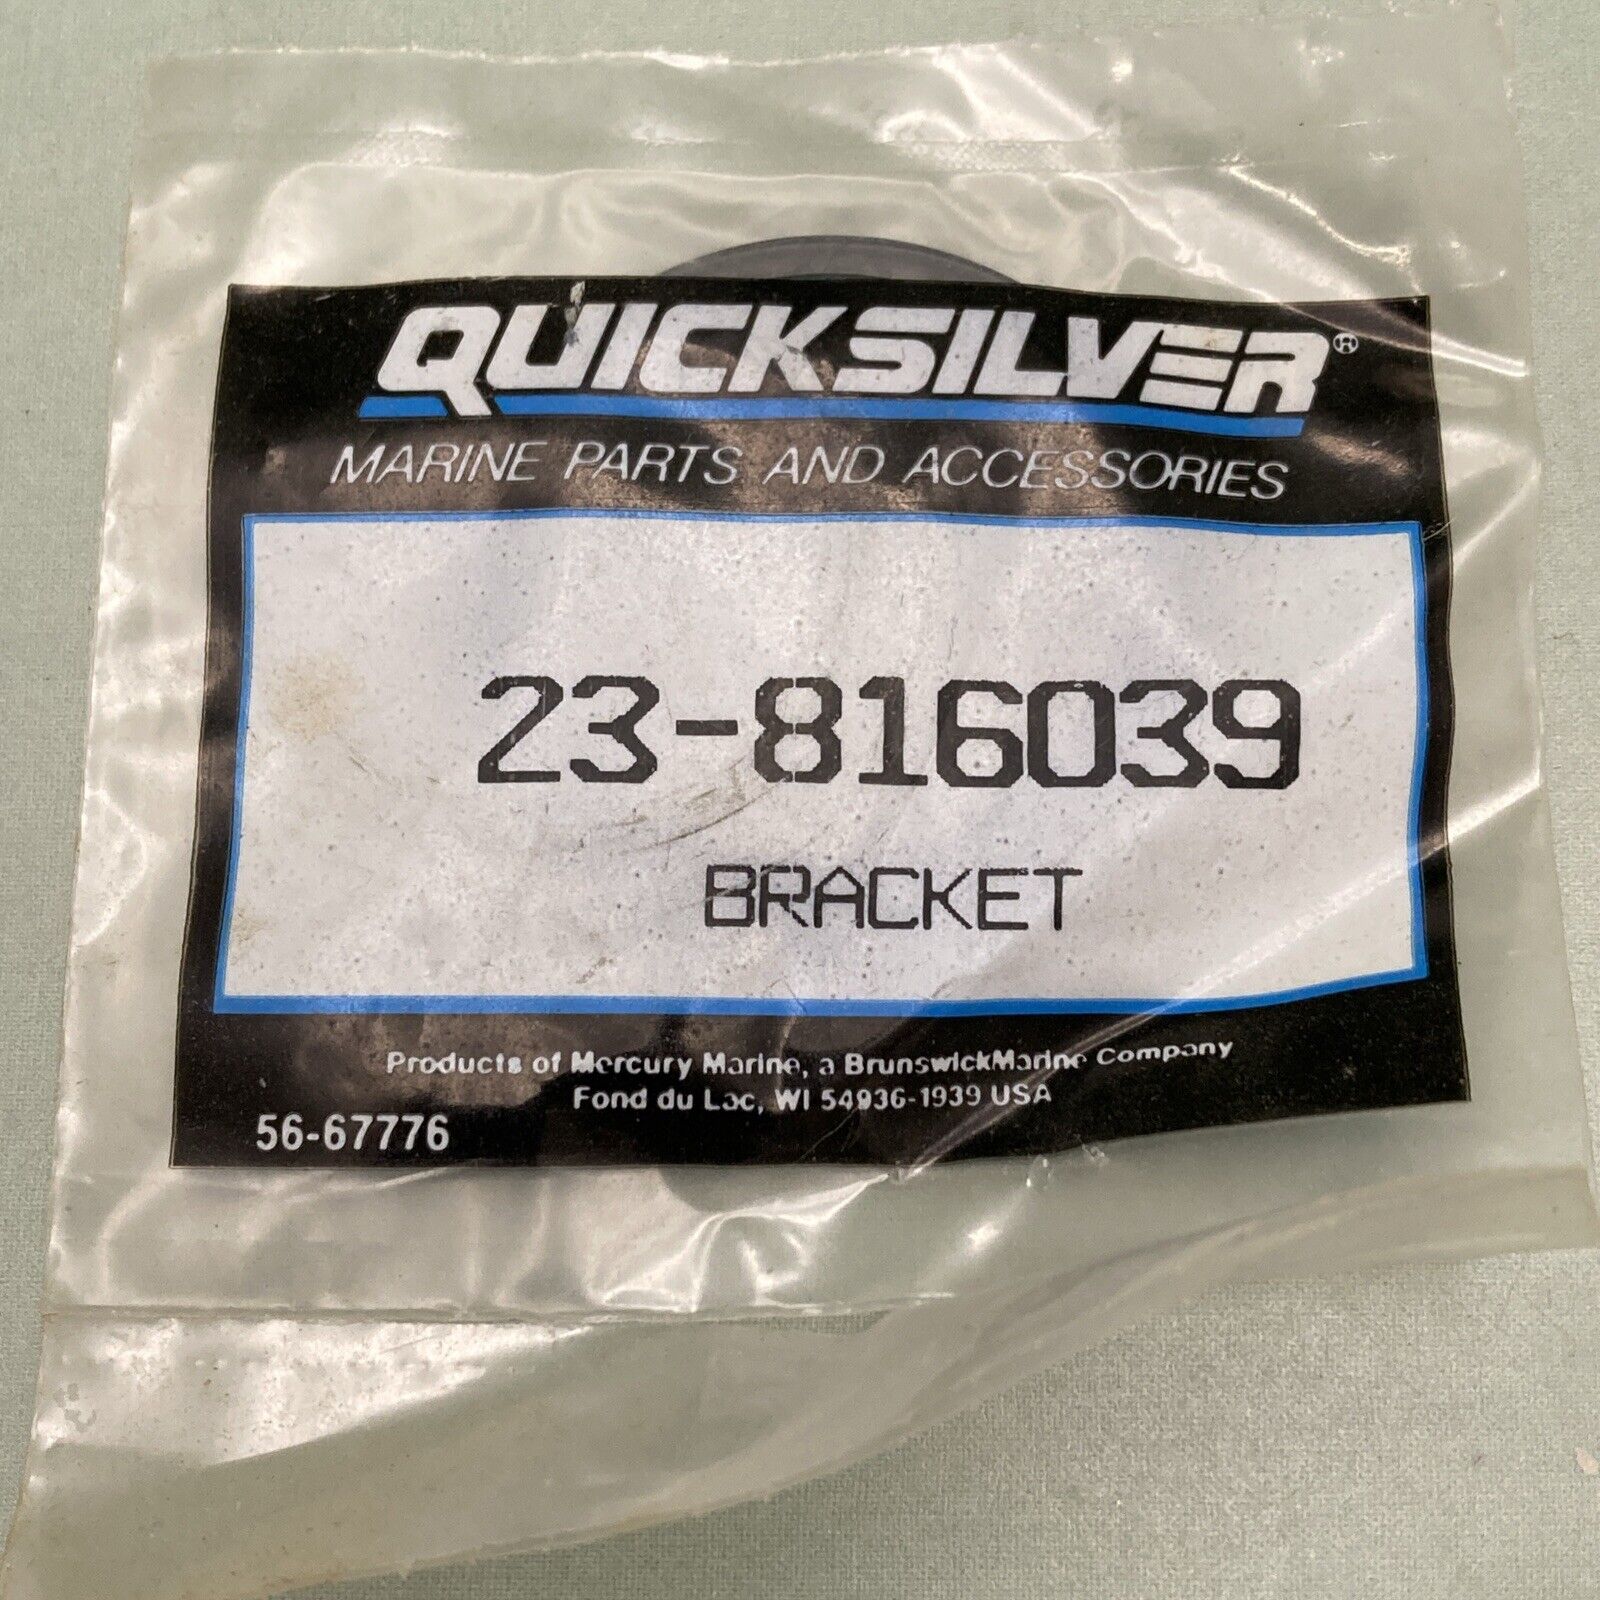 QUICKSILVER®
MARINE PARTS AND ACCESSORIES
23-816039
BRACKET
Products of Mercury Marine, a BrunswickMarine Company
Fond du Lac, WI 54936-1939 USA
56-67776